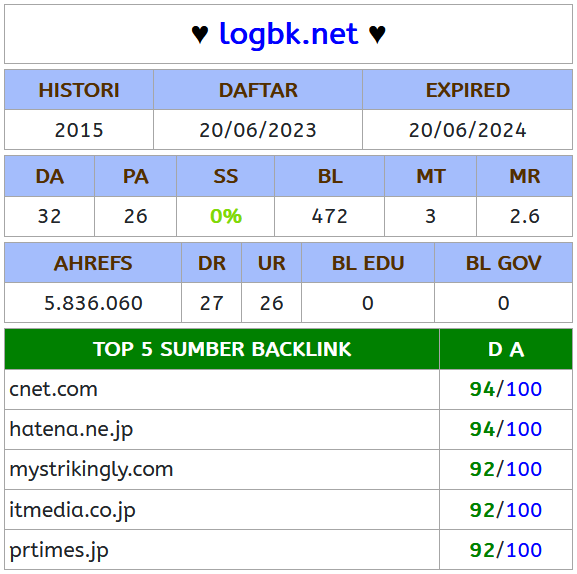 ♥ logbk.net ♥
HISTORI DAFTAR EXPIRED
2015 20/06/2023 20/06/2024
DA PA SS BL MT MR
32 26 0% 472 3 2.6
AHREFS DR UR BL EDU BL GOV
5.836.060 27 26 0 0
TOP 5 SUMBER BACKLINK D A
cnet.com 94/100
hatena.ne.jp 94/100
mystrikingly.com 92/100
itmedia.co.jp 92/100
prtimes.jp 92/100